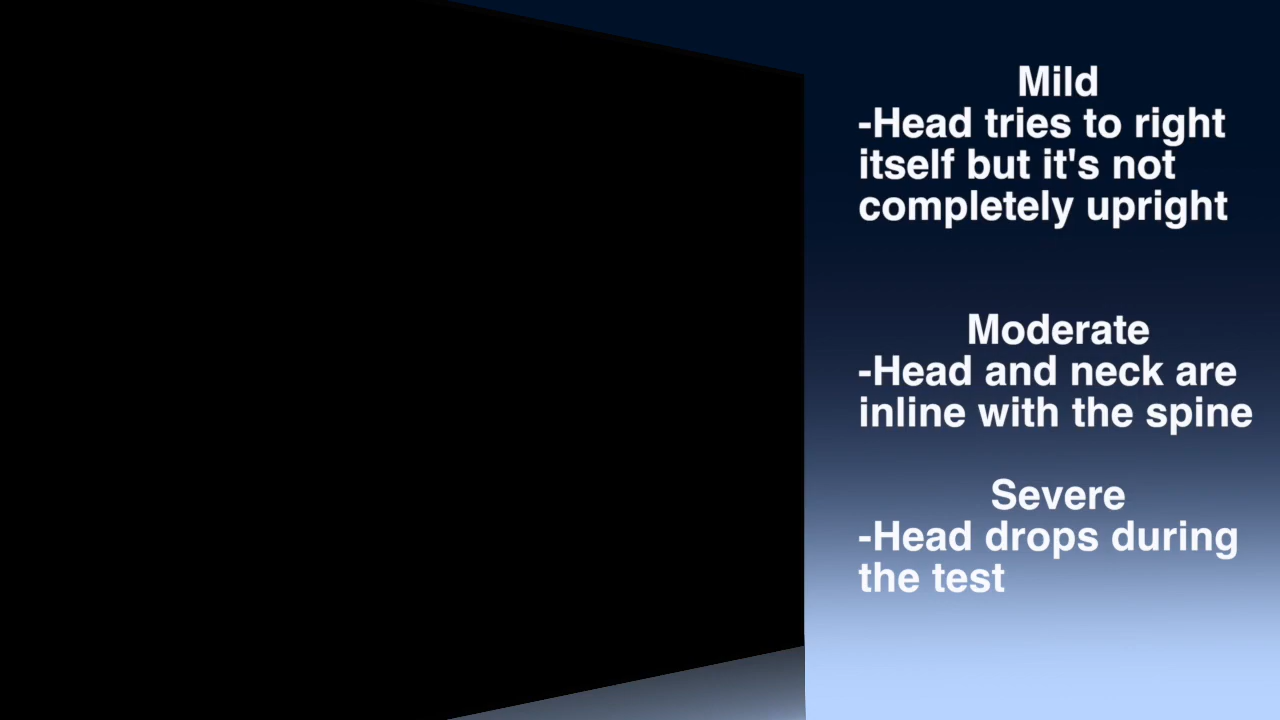 Mild
-Head tries to right
itself but it's not
completely upright
Moderate
-Head and neck are
inline with the spine
Severe
-Head drops during
the test